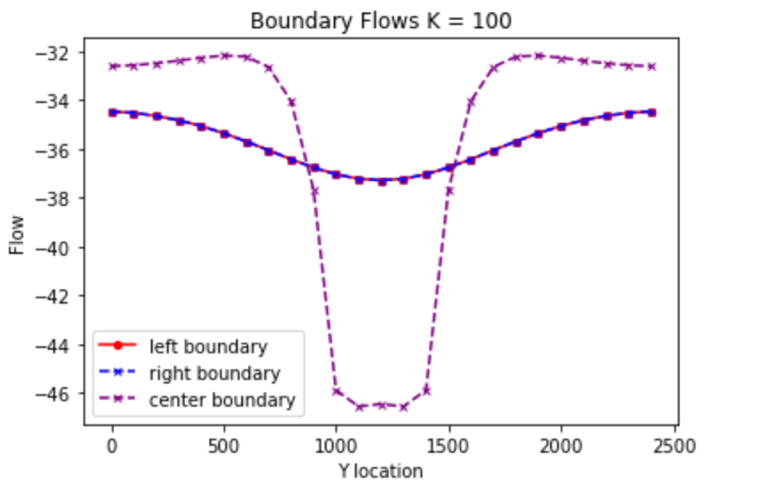 Boundary Flows K = 100
−32
−34
−36
−38
−40
−42
−44
−46
Flow
left boundary
right boundary
center boundary
0 500 1000 1500 2000 2500
Y location